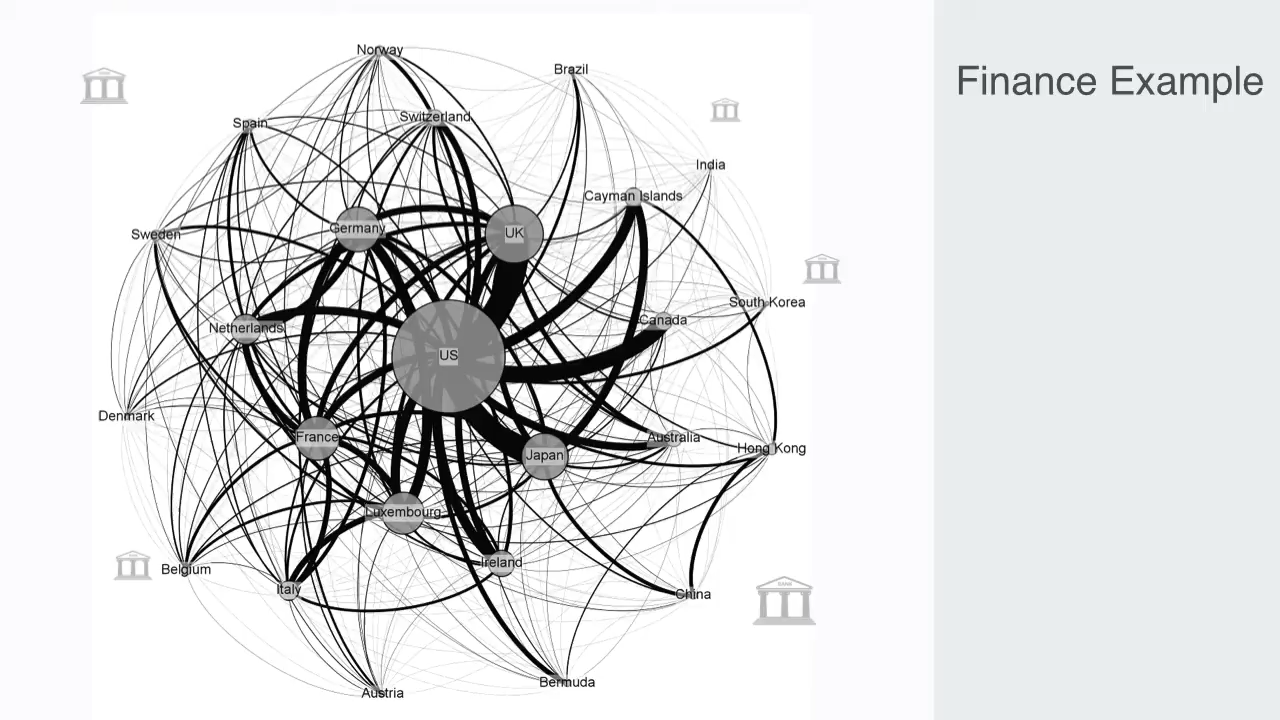 Finance Example
Norway
Brazil
Spain
Switzerland
India
Cayman Islands
Germany
UK
Sweden
South Korea
Canada
Netherlands
US
Denmark
France
Australia
Hong Kong
Japan
Luxembourg
Ireland
Belgium
Italy
China
BANK
Bermuda
Austria